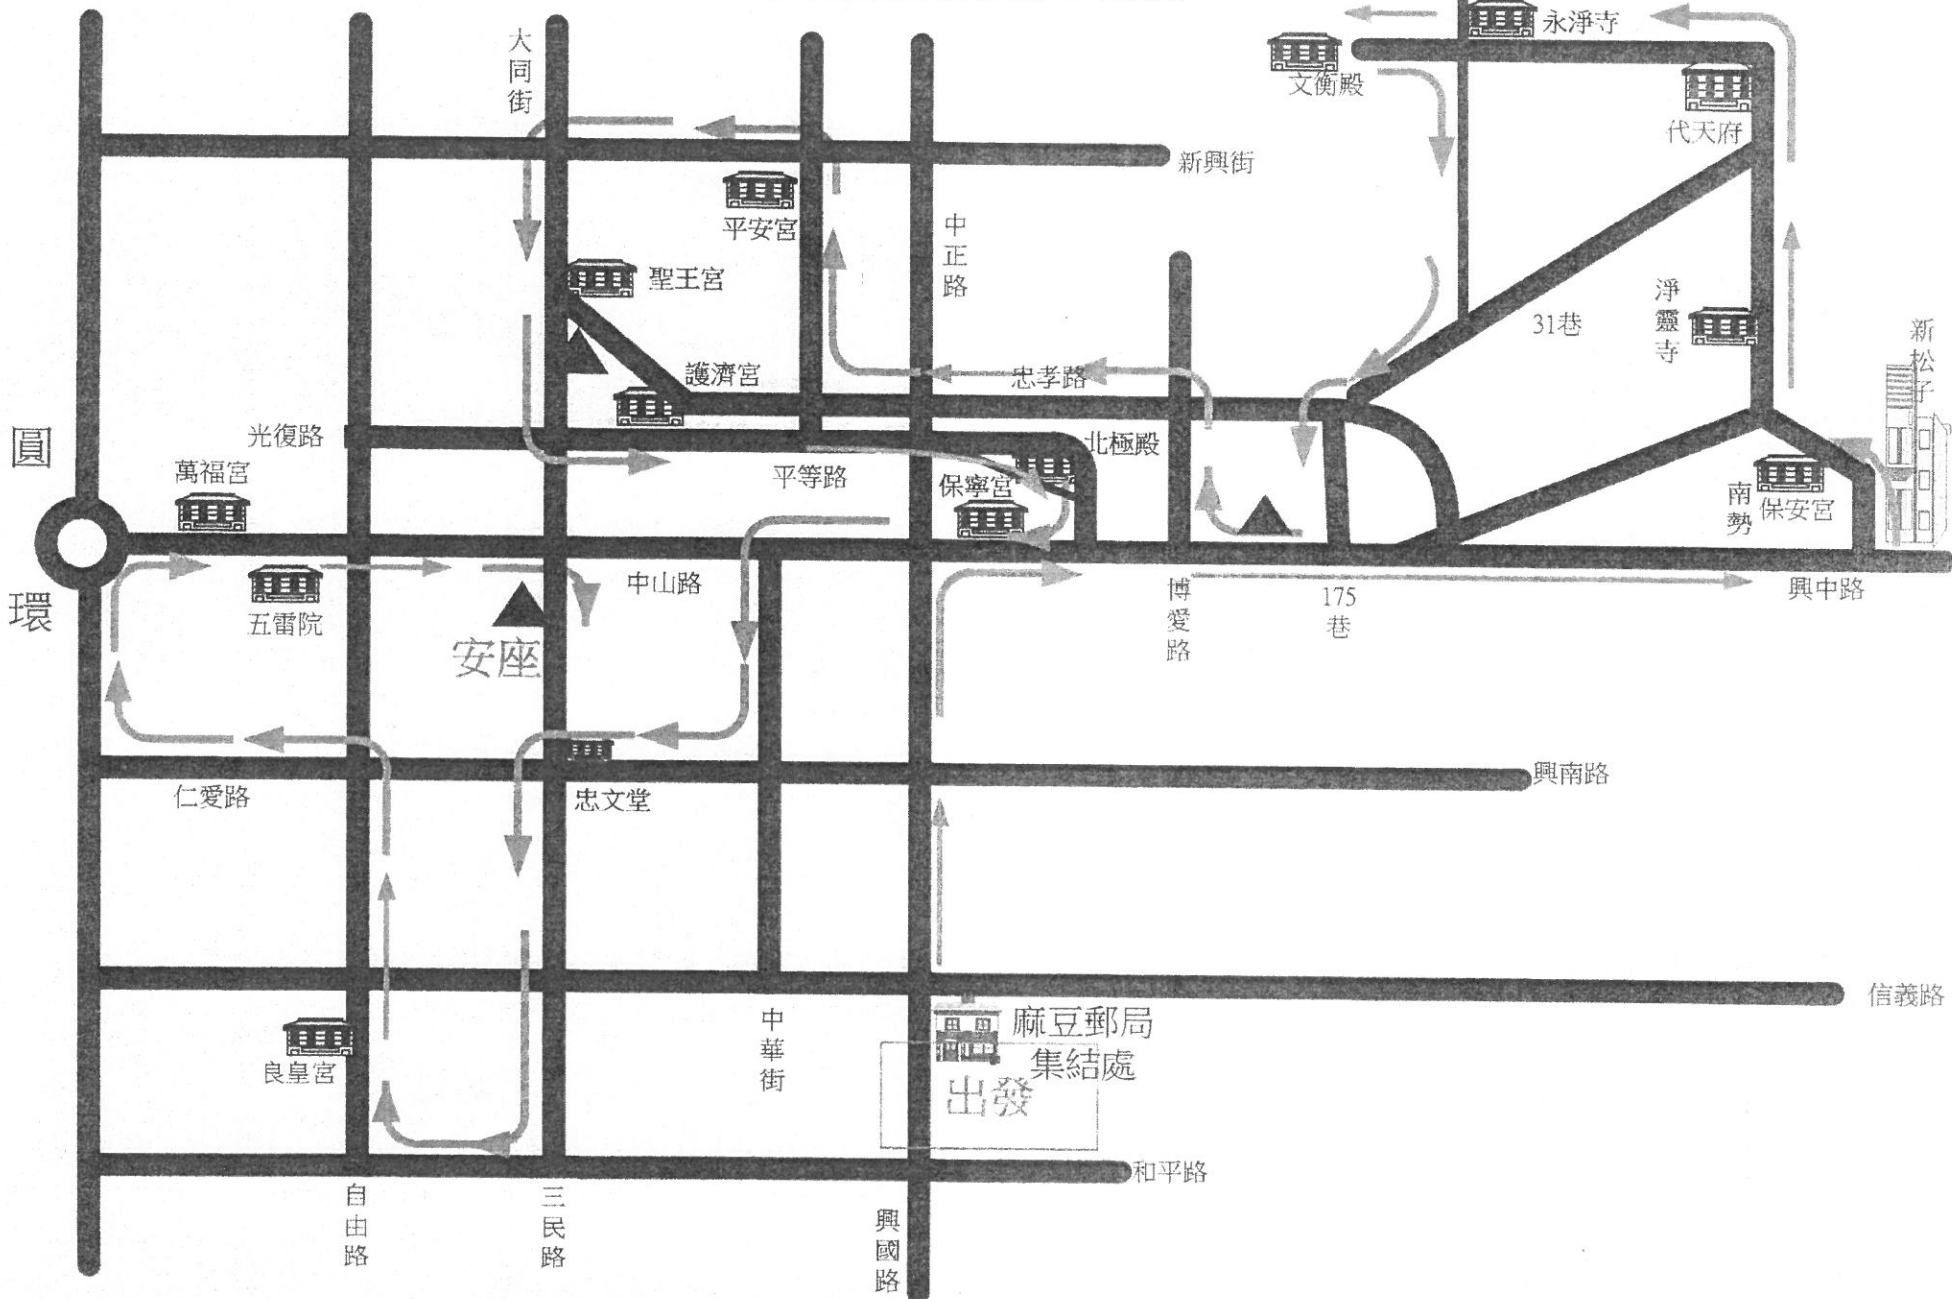 永淨寺
大同街
文衡殿
代天府
新興街
平安宮
中正路
聖王宮
淨靈寺
31巷
新松子
護濟宮
忠孝路
圓環
光復路
北極殿
萬福宮
平等路
保寧宮
南勢
保安宮
中山路
五雷院
安座
博愛路
175巷
興中路
仁愛路
忠文堂
興南路
信義路
中華街
麻豆郵局
集結處
出發
良皇宮
和平路
自由路
三民路
興國路